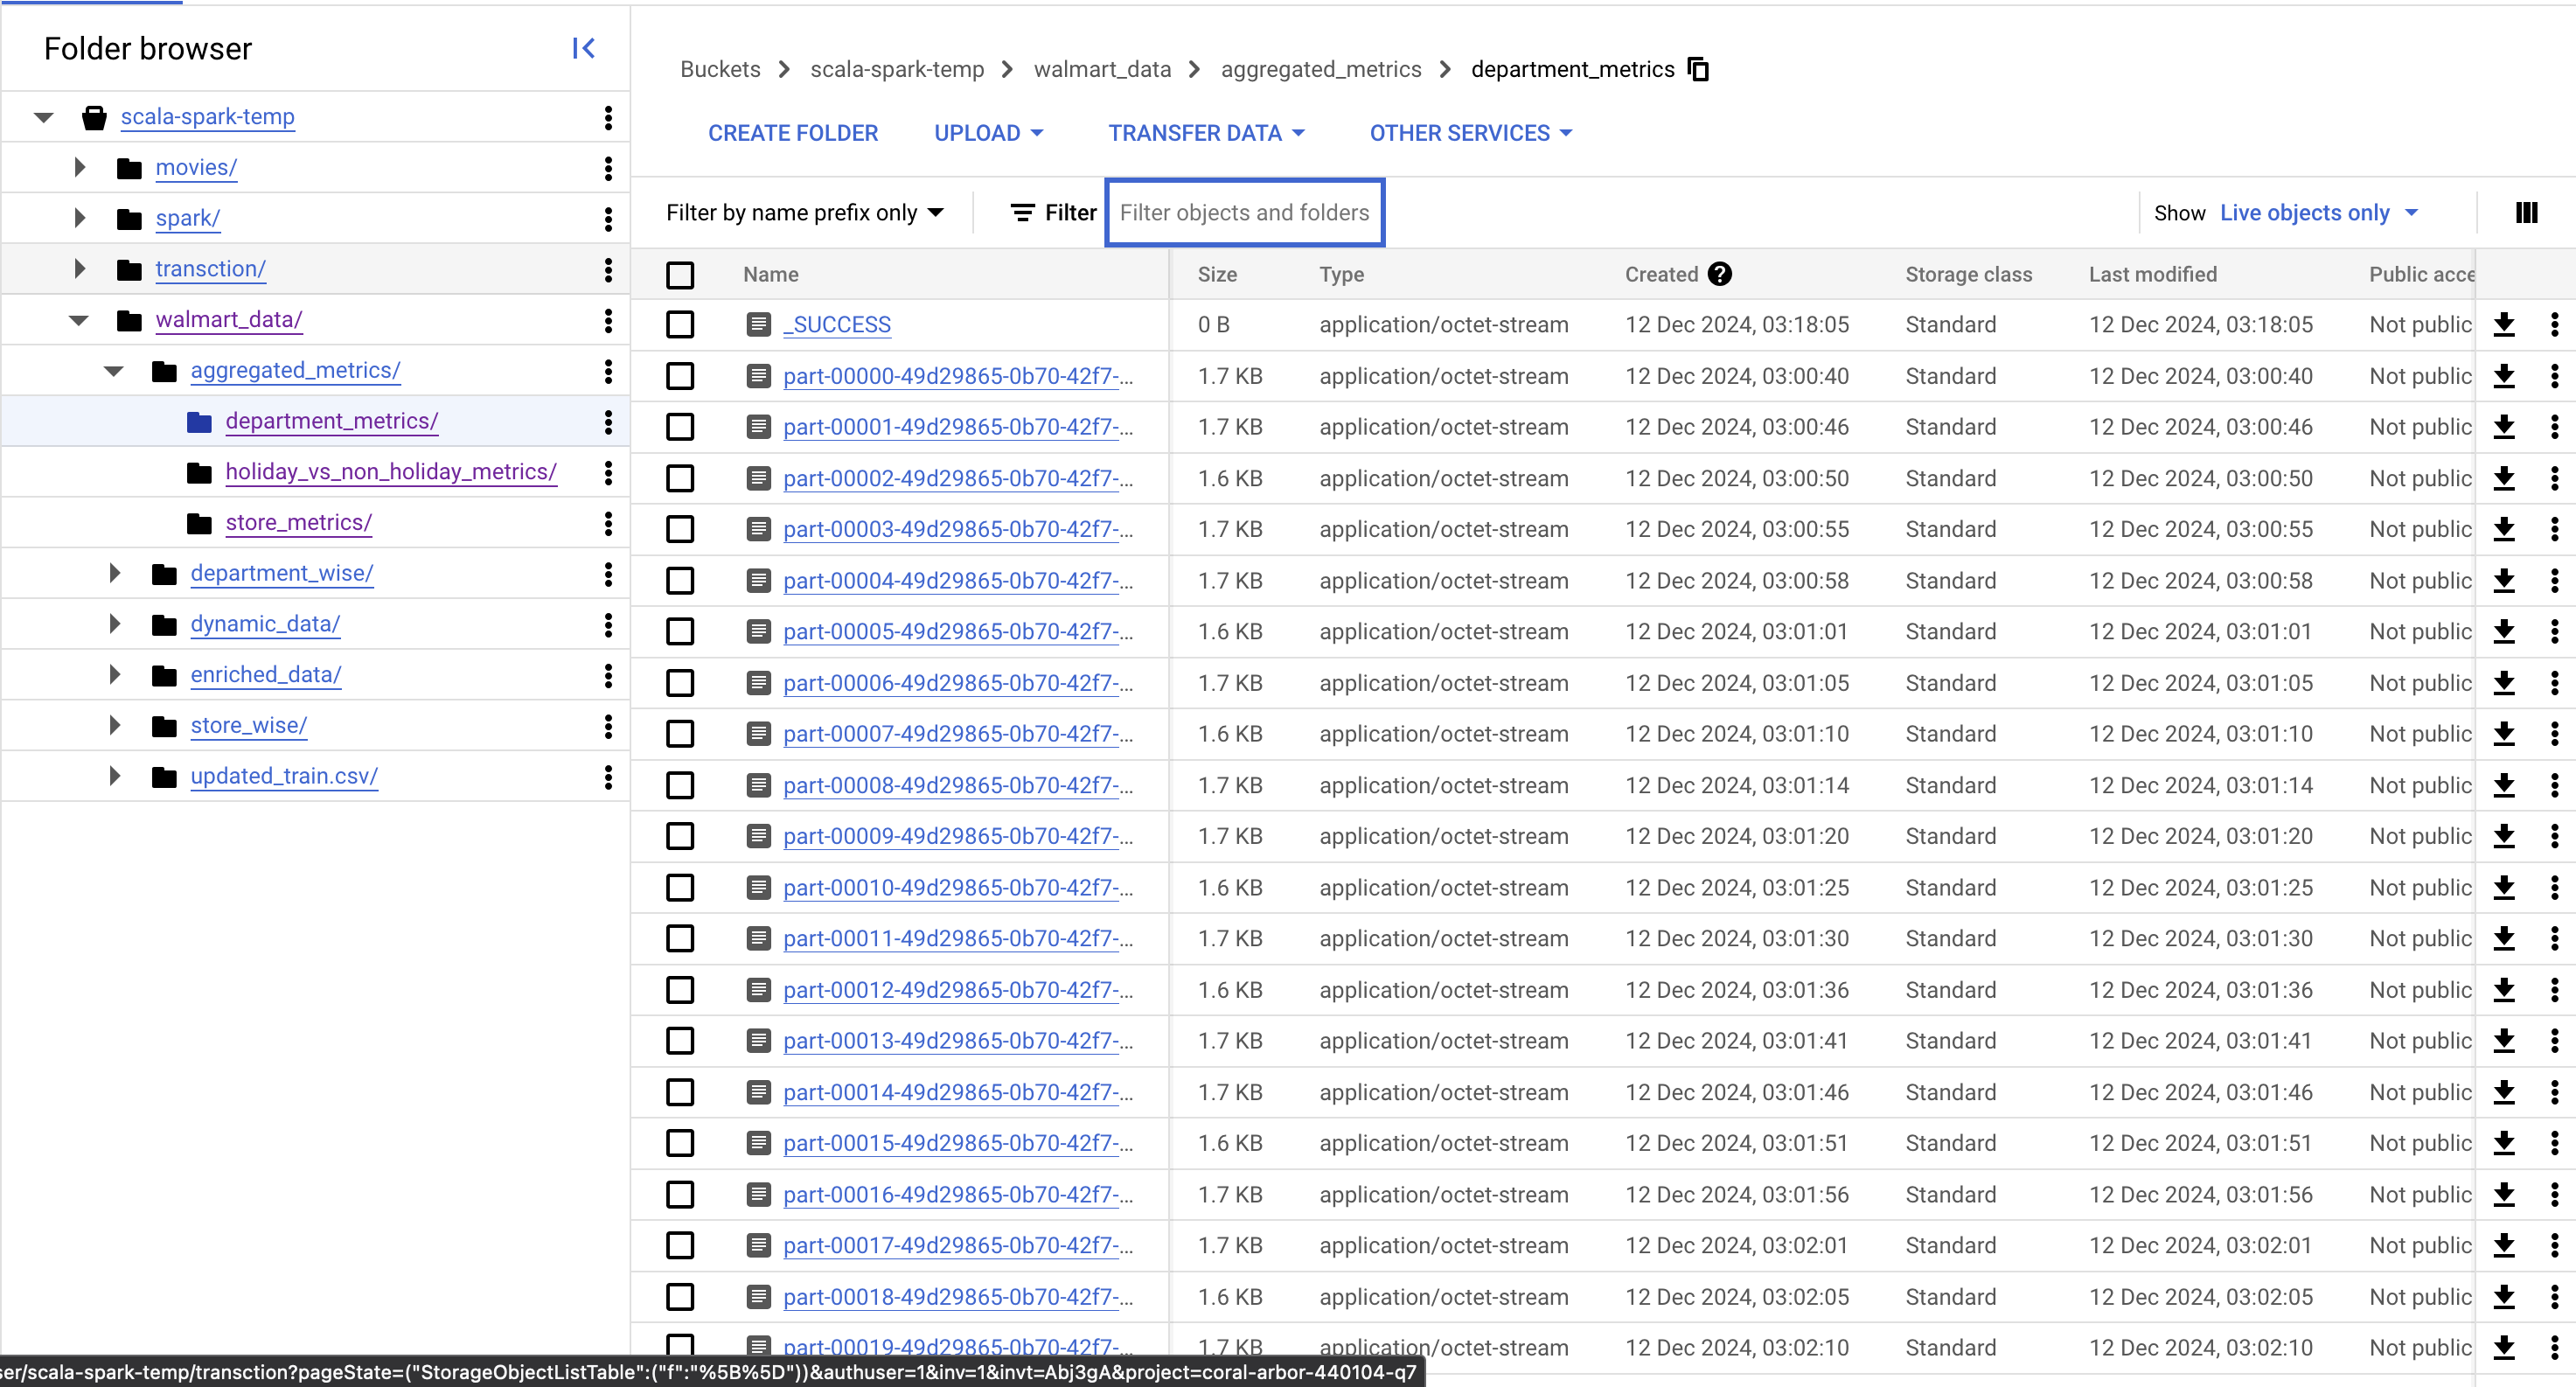 Folder browser
scala-spark-temp
movies/
spark/
transction/
walmart_data/
aggregated_metrics/
department_metrics/
holiday_vs_non_holiday_metrics/
store_metrics/
department_wise/
dynamic_data/
enriched_data/
store_wise/
updated_train.csv/
Buckets scala-spark-temp walmart_data aggregated_metrics department_metrics
CREATE FOLDER UPLOAD TRANSFER DATA OTHER SERVICES
Filter by name prefix only Filter Filter objects and folders Show Live objects only
Name Size Type Created Storage class Last modified Public acce
_SUCCESS 0 B application/octet-stream 12 Dec 2024, 03:18:05 Standard 12 Dec 2024, 03:18:05 Not public
part-00000-49d29865-0b70-42f7-... 1.7 KB application/octet-stream 12 Dec 2024, 03:00:40 Standard 12 Dec 2024, 03:00:40 Not public
part-00001-49d29865-0b70-42f7-... 1.7 KB application/octet-stream 12 Dec 2024, 03:00:46 Standard 12 Dec 2024, 03:00:46 Not public
part-00002-49d29865-0b70-42f7-... 1.6 KB application/octet-stream 12 Dec 2024, 03:00:50 Standard 12 Dec 2024, 03:00:50 Not public
part-00003-49d29865-0b70-42f7-... 1.7 KB application/octet-stream 12 Dec 2024, 03:00:55 Standard 12 Dec 2024, 03:00:55 Not public
part-00004-49d29865-0b70-42f7-... 1.7 KB application/octet-stream 12 Dec 2024, 03:00:58 Standard 12 Dec 2024, 03:00:58 Not public
part-00005-49d29865-0b70-42f7-... 1.6 KB application/octet-stream 12 Dec 2024, 03:01:01 Standard 12 Dec 2024, 03:01:01 Not public
part-00006-49d29865-0b70-42f7-... 1.7 KB application/octet-stream 12 Dec 2024, 03:01:05 Standard 12 Dec 2024, 03:01:05 Not public
part-00007-49d29865-0b70-42f7-... 1.6 KB application/octet-stream 12 Dec 2024, 03:01:10 Standard 12 Dec 2024, 03:01:10 Not public
part-00008-49d29865-0b70-42f7-... 1.7 KB application/octet-stream 12 Dec 2024, 03:01:14 Standard 12 Dec 2024, 03:01:14 Not public
part-00009-49d29865-0b70-42f7-... 1.7 KB application/octet-stream 12 Dec 2024, 03:01:20 Standard 12 Dec 2024, 03:01:20 Not public
part-00010-49d29865-0b70-42f7-... 1.6 KB application/octet-stream 12 Dec 2024, 03:01:25 Standard 12 Dec 2024, 03:01:25 Not public
part-00011-49d29865-0b70-42f7-... 1.7 KB application/octet-stream 12 Dec 2024, 03:01:30 Standard 12 Dec 2024, 03:01:30 Not public
part-00012-49d29865-0b70-42f7-... 1.6 KB application/octet-stream 12 Dec 2024, 03:01:36 Standard 12 Dec 2024, 03:01:36 Not public
part-00013-49d29865-0b70-42f7-... 1.7 KB application/octet-stream 12 Dec 2024, 03:01:41 Standard 12 Dec 2024, 03:01:41 Not public
part-00014-49d29865-0b70-42f7-... 1.7 KB application/octet-stream 12 Dec 2024, 03:01:46 Standard 12 Dec 2024, 03:01:46 Not public
part-00015-49d29865-0b70-42f7-... 1.6 KB application/octet-stream 12 Dec 2024, 03:01:51 Standard 12 Dec 2024, 03:01:51 Not public
part-00016-49d29865-0b70-42f7-... 1.7 KB application/octet-stream 12 Dec 2024, 03:01:56 Standard 12 Dec 2024, 03:01:56 Not public
part-00017-49d29865-0b70-42f7-... 1.7 KB application/octet-stream 12 Dec 2024, 03:02:01 Standard 12 Dec 2024, 03:02:01 Not public
part-00018-49d29865-0b70-42f7-... 1.6 KB application/octet-stream 12 Dec 2024, 03:02:05 Standard 12 Dec 2024, 03:02:05 Not public
part-00019-49d29865-0b70-42f7-... 1.7 KB application/octet-stream 12 Dec 2024, 03:02:10 Standard 12 Dec 2024, 03:02:10 Not public
ser/scala-spark-temp/transction?pageState=("StorageObjectListTable":("f":"%5B%5D"))&authuser=1&inv=1&invt=Abj3gA&project=coral-arbor-440104-q7